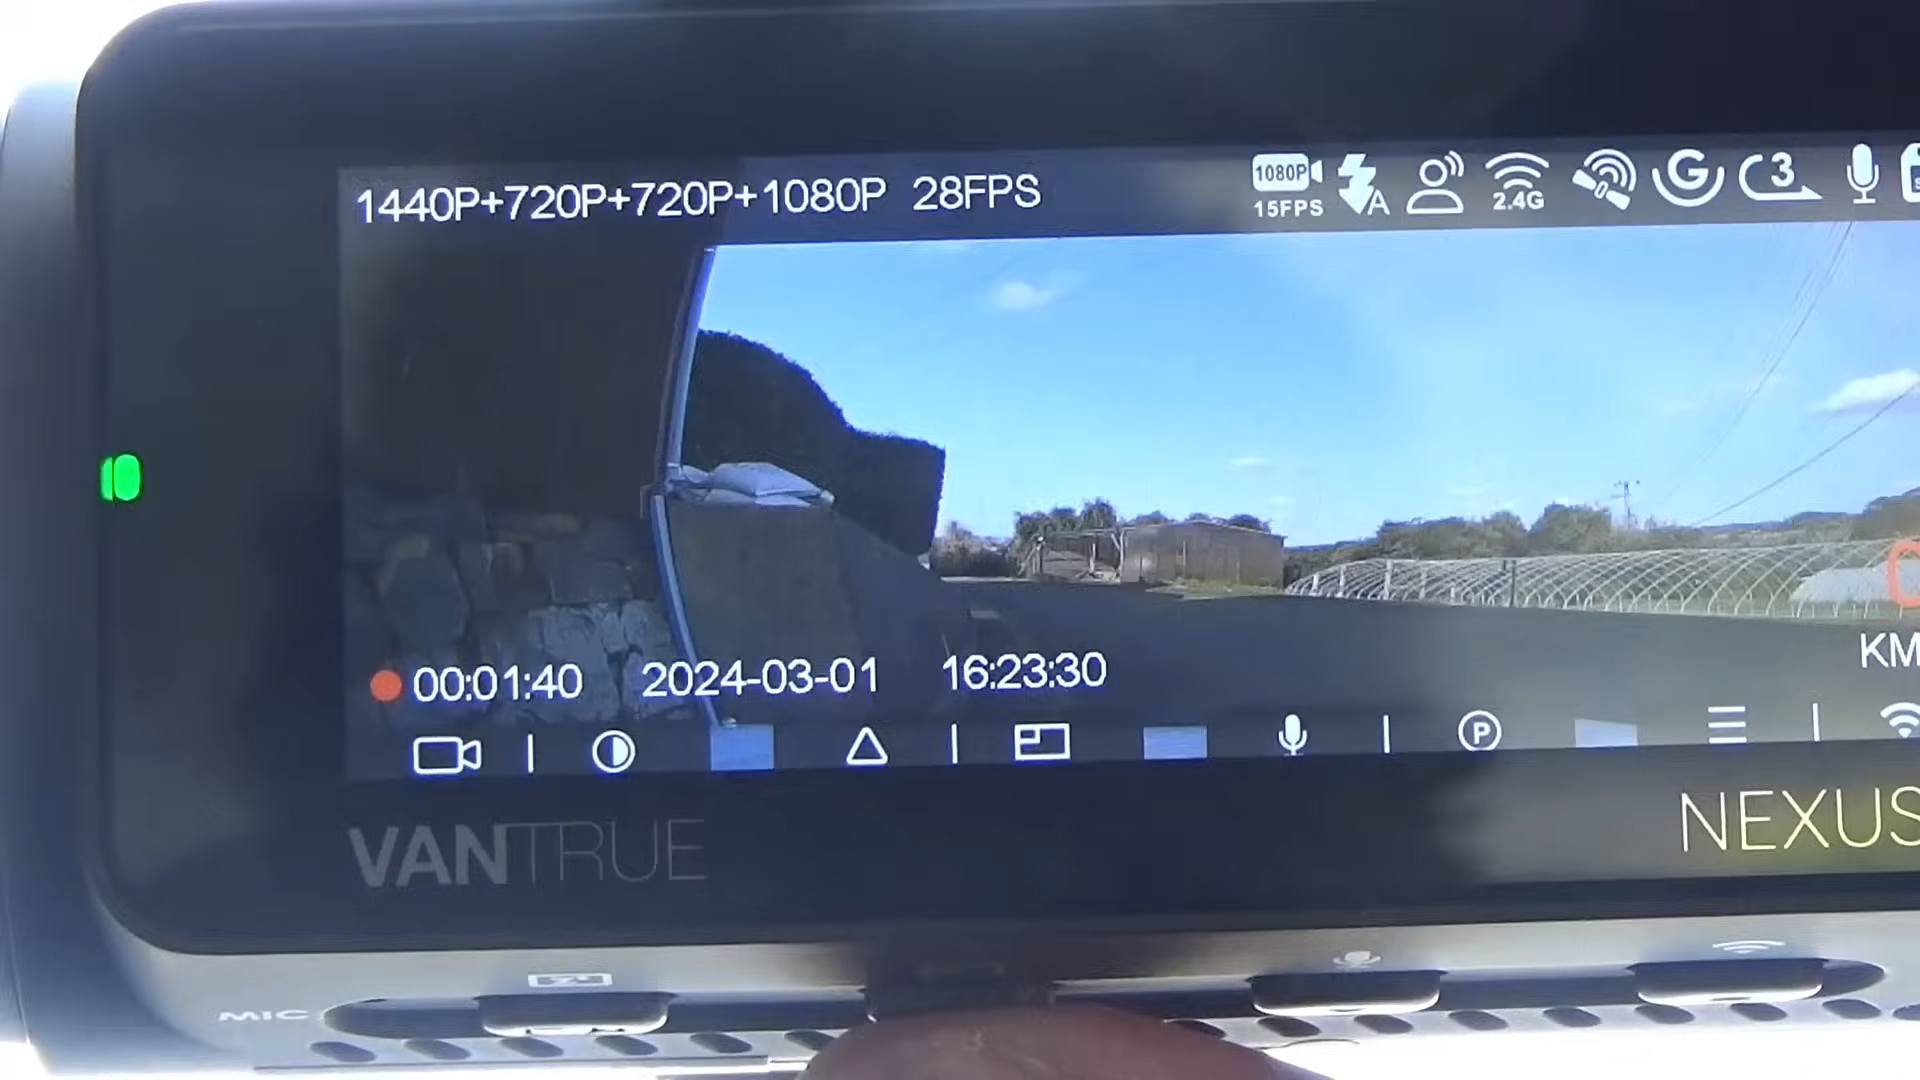 1440P+720P+720P+1080P 28FPS
1080P
15FPS
A
2.4G
G
3
00:01:40 2024-03-01 16:23:30
KM
P
VANTRUE
NEXUS
MIC